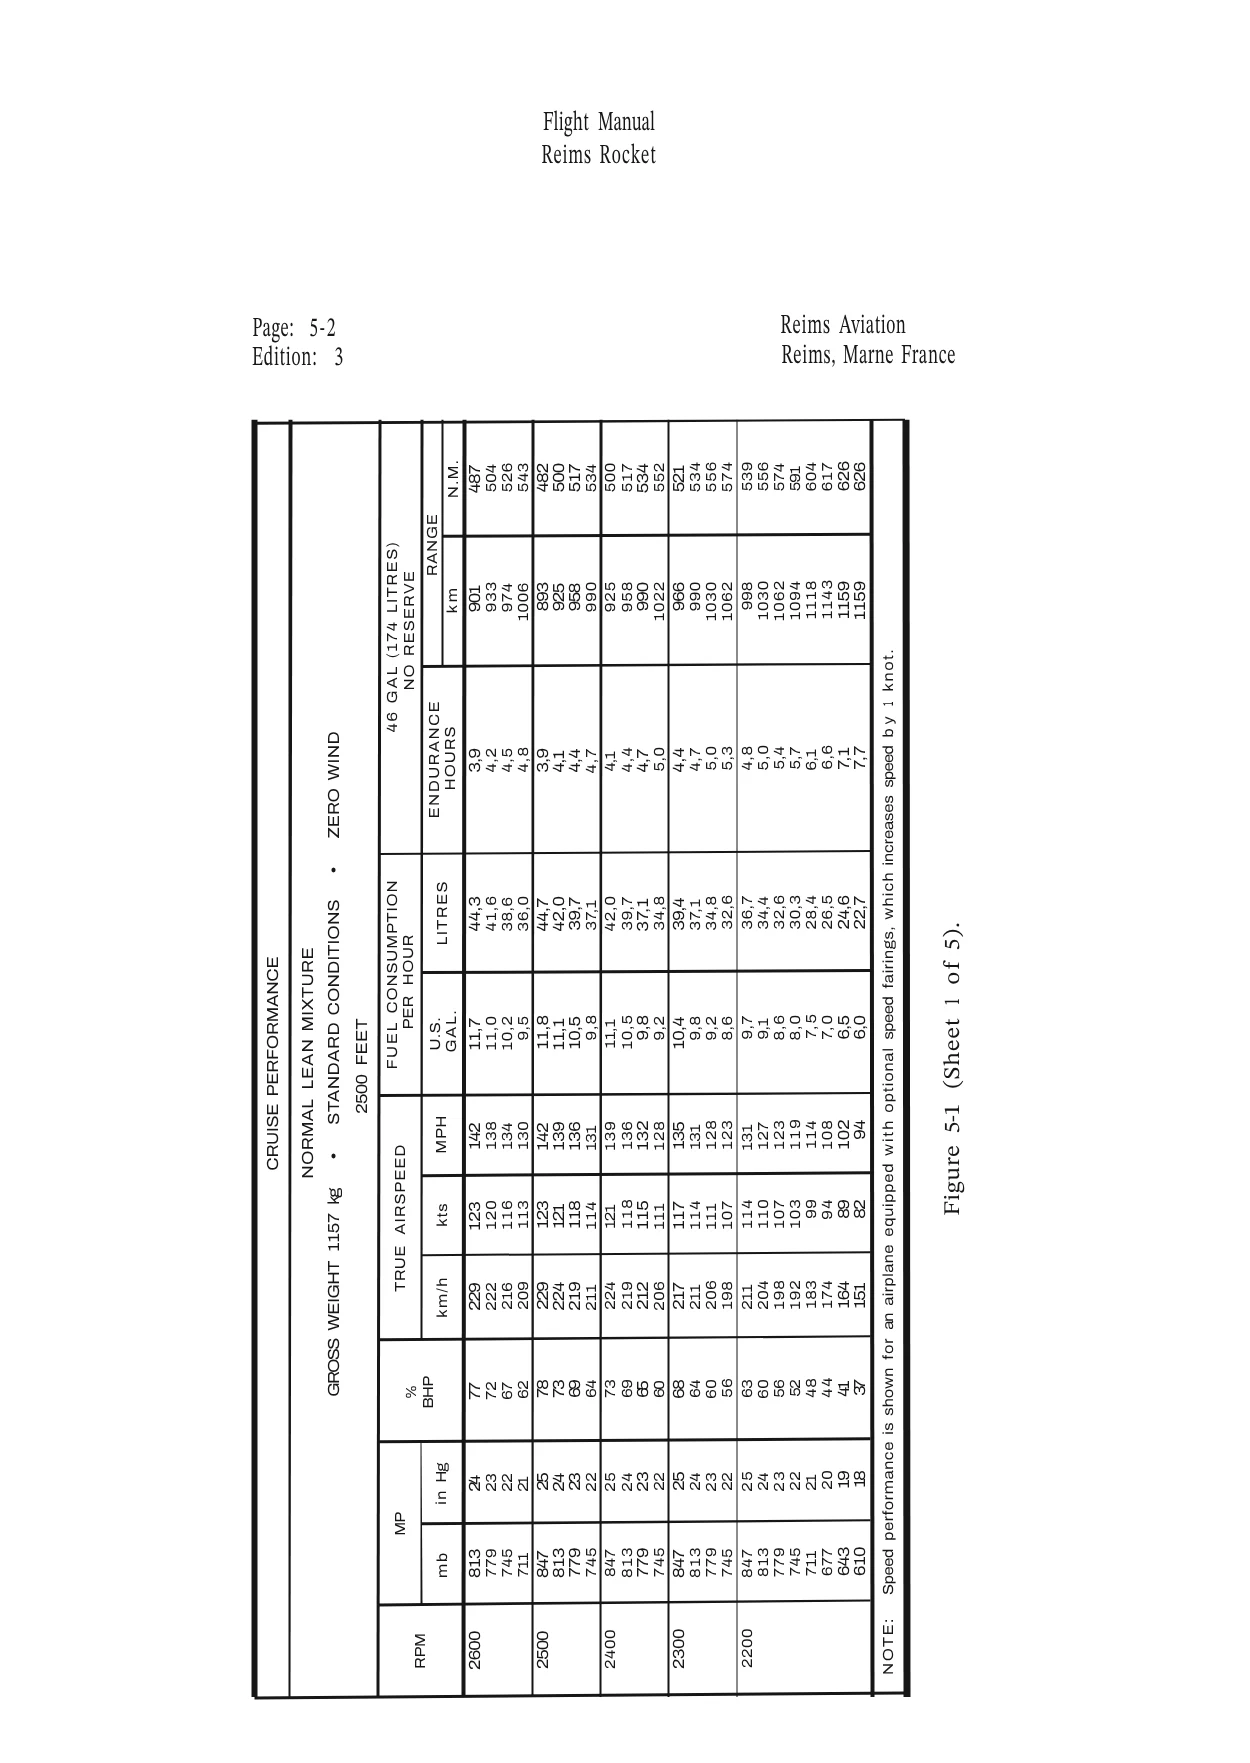 Flight Manual
Reims Rocket
Page: 5-2
Edition: 3
Reims Aviation
Reims, Marne France
CRUISE PERFORMANCE
NORMAL LEAN MIXTURE
GROSS WEIGHT 1157 kg • STANDARD CONDITIONS • ZERO WIND
2500 FEET
RPM MP % BHP TRUE AIRSPEED FUEL CONSUMPTION PER HOUR 46 GAL (174 LITRES) NO RESERVE
mb in Hg km/h kts MPH U.S. GAL. LITRES ENDURANCE HOURS RANGE
km N.M.
2600 813 24 77 229 123 142 11,7 44,3 3,9 901 487
779 23 72 222 120 138 11,0 41,6 4,2 933 504
745 22 67 216 116 134 10,2 38,6 4,5 974 526
711 21 62 209 113 130 9,5 36,0 4,8 1006 543
2500 847 25 78 229 123 142 11,8 44,7 3,9 893 482
813 24 73 224 121 139 11,1 42,0 4,1 925 500
779 23 69 219 118 136 10,5 39,7 4,4 958 517
745 22 64 211 114 131 9,8 37,1 4,7 990 534
2400 847 25 73 224 121 139 11,1 42,0 4,1 925 500
813 24 69 219 118 136 10,5 39,7 4,4 958 517
779 23 65 212 115 132 9,8 37,1 4,7 990 534
745 22 60 206 111 128 9,2 34,8 5,0 1022 552
2300 847 25 68 217 117 135 10,4 39,4 4,4 966 521
813 24 64 211 114 131 9,8 37,1 4,7 990 534
779 23 60 206 111 128 9,2 34,8 5,0 1030 556
745 22 56 198 107 123 8,6 32,6 5,3 1062 574
2200 847 25 63 211 114 131 9,7 36,7 4,8 998 539
813 24 60 204 110 127 9,1 34,4 5,0 1030 556
779 23 56 198 107 123 8,6 32,6 5,4 1062 574
745 22 52 192 103 119 8,0 30,3 5,7 1094 591
711 21 48 183 99 114 7,5 28,4 6,1 1118 604
677 20 44 174 94 108 7,0 26,5 6,6 1143 617
643 19 41 164 89 102 6,5 24,6 7,1 1159 626
610 18 37 151 82 94 6,0 22,7 7,7 1159 626
NOTE: Speed performance is shown for an airplane equipped with optional speed fairings, which increases speed by 1 knot.
Figure 5-1 (Sheet 1 of 5).